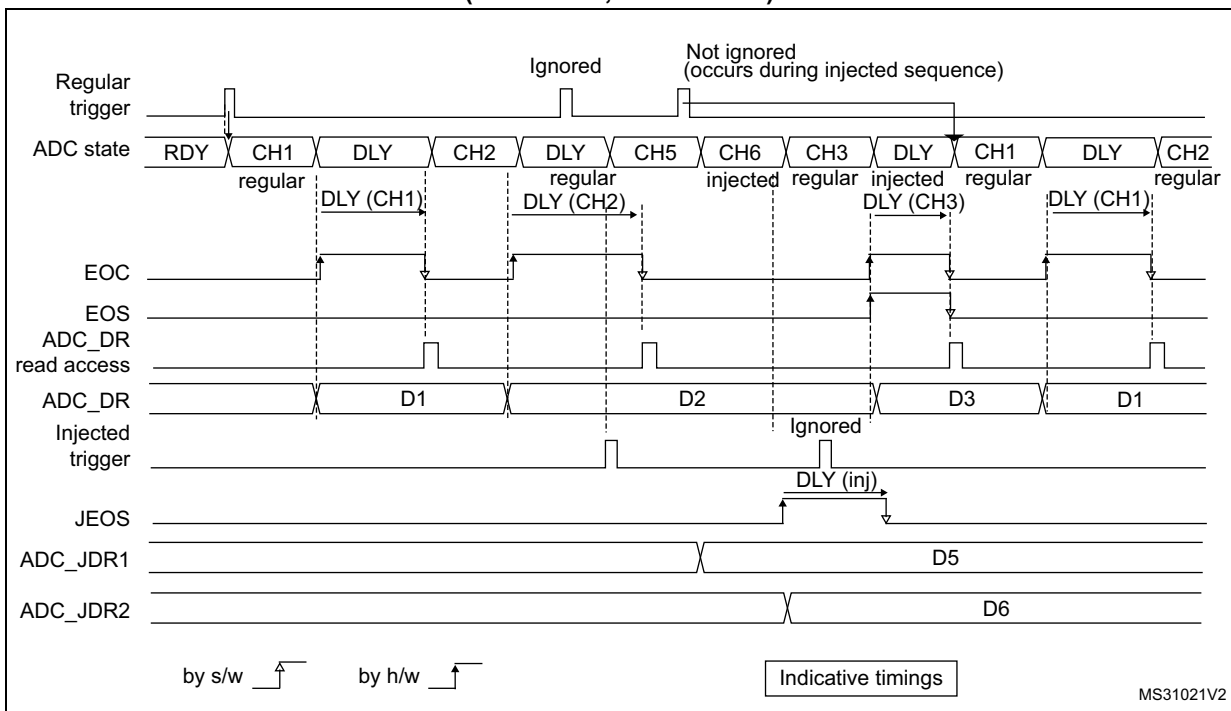 Not ignored
Ignored
(occurs during injected sequence)
Regular
trigger
ADC state
RDY
CH1
DLY
CH2
DLY
CH5
CH6
CH3
DLY
CH1
DLY
CH2
regular
regular
injected
regular
injected
regular
regular
DLY (CH1)
DLY (CH2)
DLY (CH3)
DLY (CH1)
EOC
EOS
ADC_DR
read access
ADC_DR
D1
D2
D3
D1
Injected
trigger
Ignored
DLY (inj)
JEOS
ADC_JDR1
D5
ADC_JDR2
D6
by s/w
by h/w
Indicative timings
MS31021V2